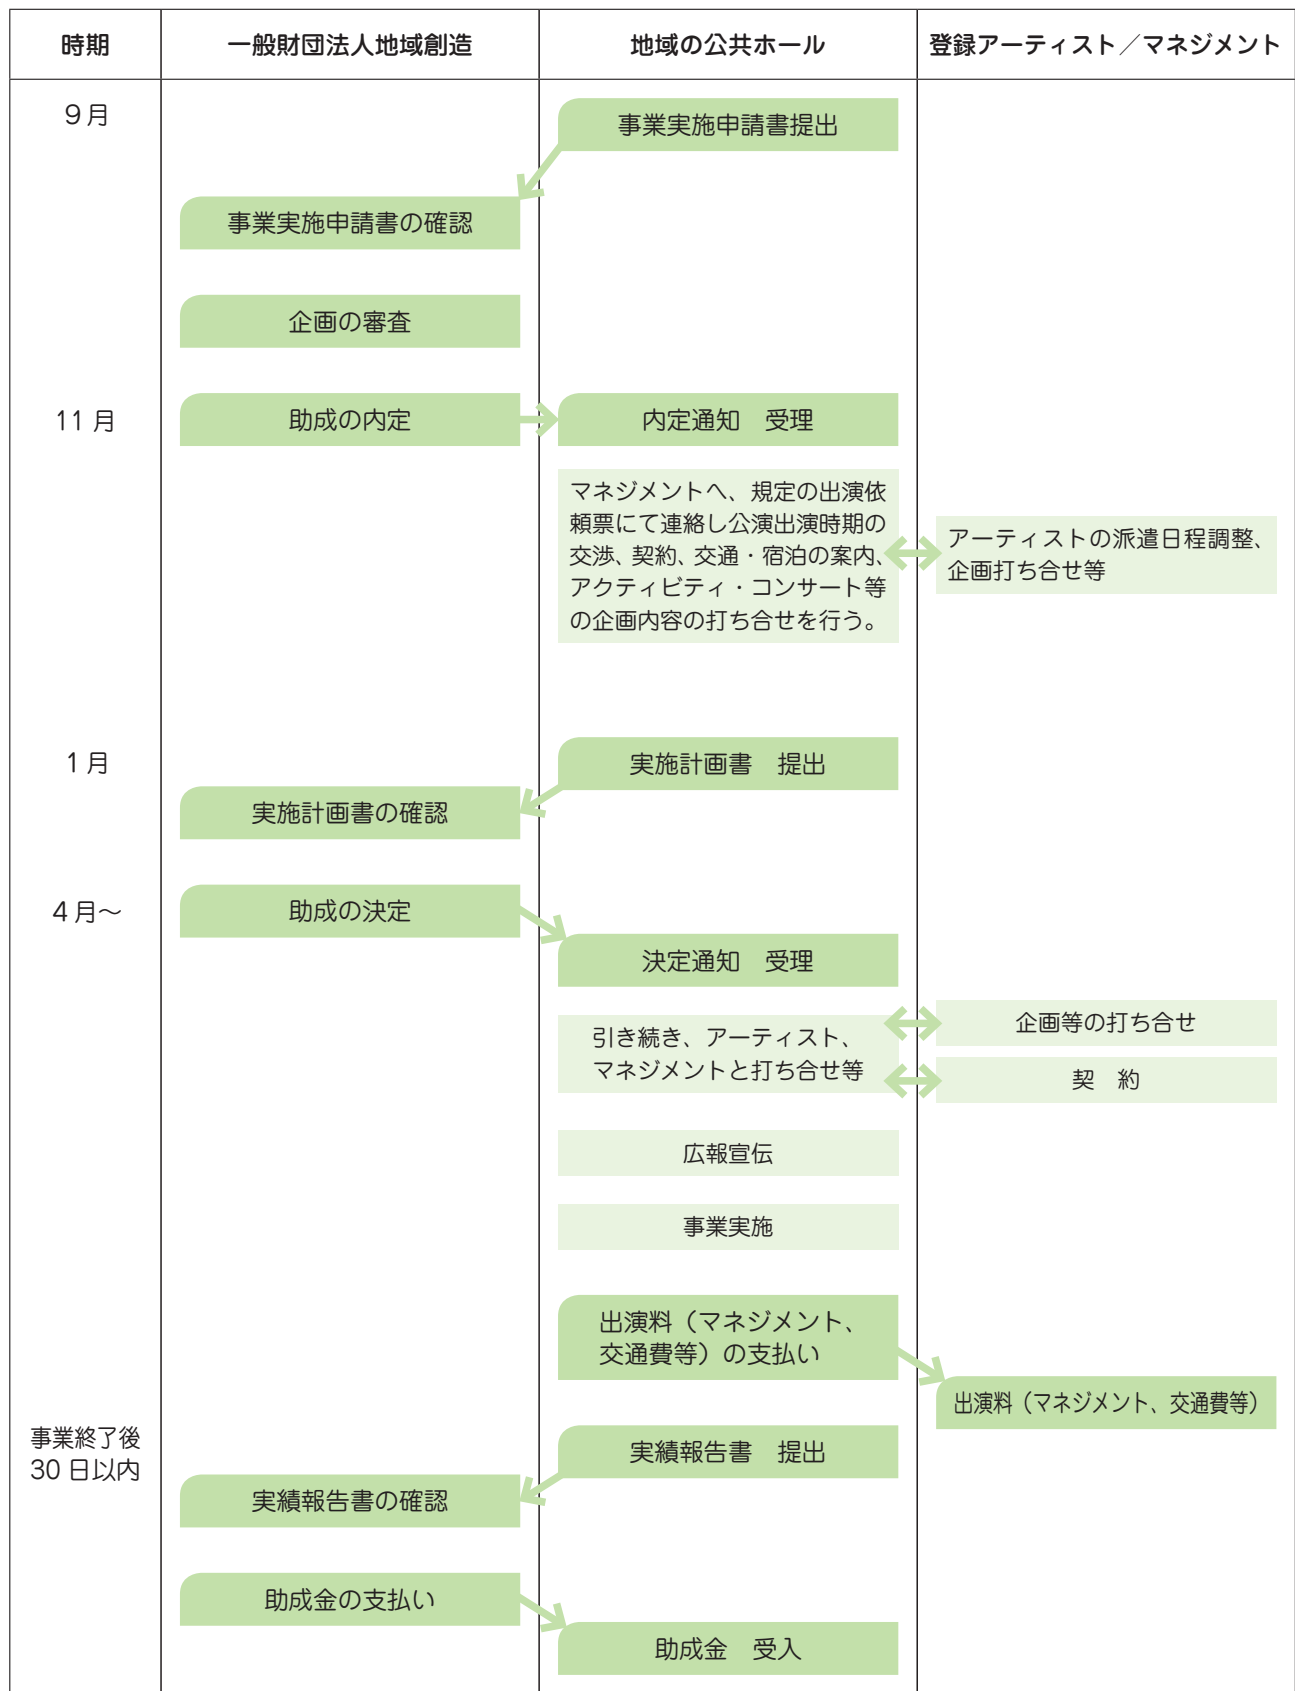 時期
一般財団法人地域創造
地域の公共ホール
登録アーティスト／マネジメント
9月
事業実施申請書提出
事業実施申請書の確認
企画の審査
11月
助成の内定
内定通知　受理
マネジメントへ、規定の出演依
頼票にて連絡し公演出演時期の
交渉、契約、交通・宿泊の案内、
アクティビティ・コンサート等
の企画内容の打ち合せを行う。
アーティストの派遣日程調整、
企画打ち合せ等
1月
実施計画書　提出
実施計画書の確認
4月～
助成の決定
決定通知　受理
引き続き、アーティスト、
マネジメントと打ち合せ等
企画等の打ち合せ
契　約
広報宣伝
事業実施
出演料（マネジメント、
交通費等）の支払い
出演料（マネジメント、交通費等）
事業終了後
30日以内
実績報告書　提出
実績報告書の確認
助成金の支払い
助成金　受入